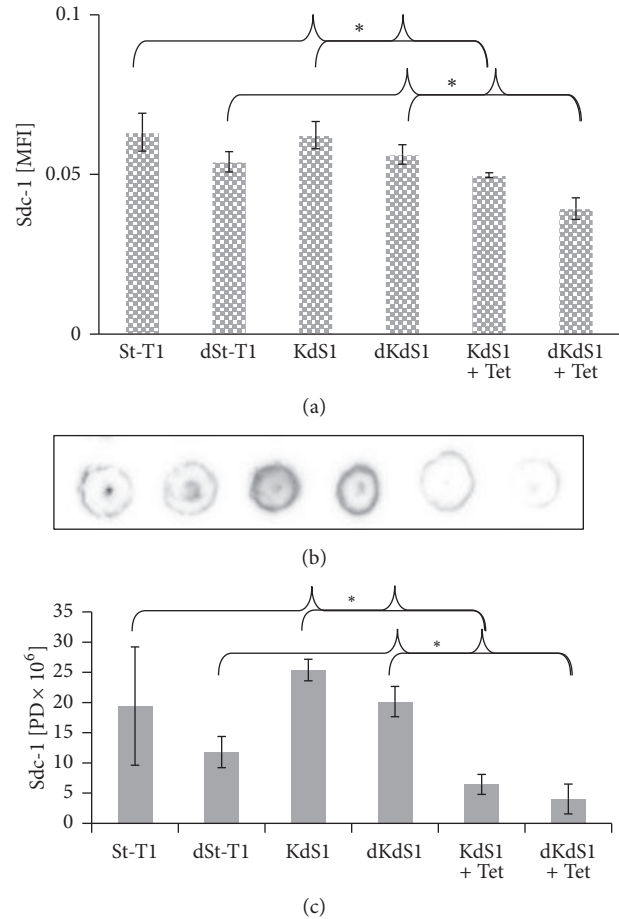 0.1
*
*
Sdc-1 [MFI]
0.05
0
St-T1 dSt-T1 KdS1 dKdS1 KdS1 + Tet dKdS1 + Tet
(a)
(b)
35
*
30
*
25
20
15
10
5
0
Sdc-1 [PD× 10⁶]
St-T1 dSt-T1 KdS1 dKdS1 KdS1 + Tet dKdS1 + Tet
(c)